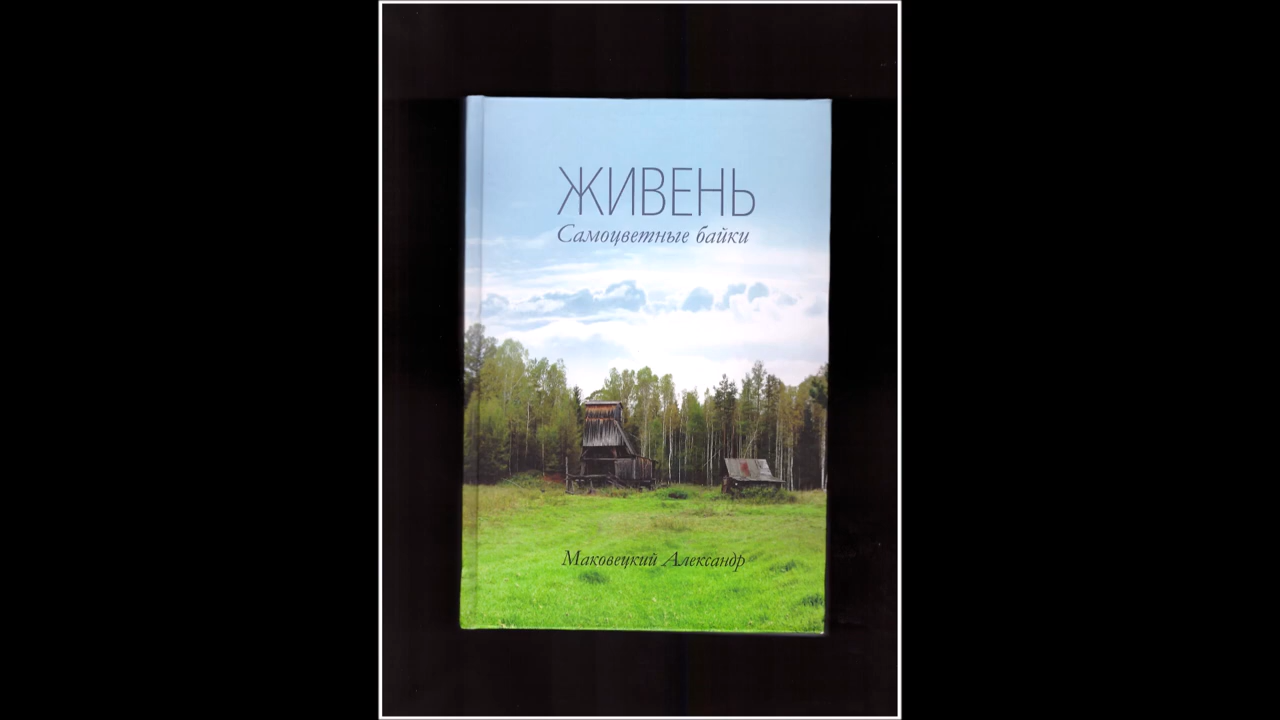 ЖИВЕНЬ
Самоцветные байки
Маковецкий Александр